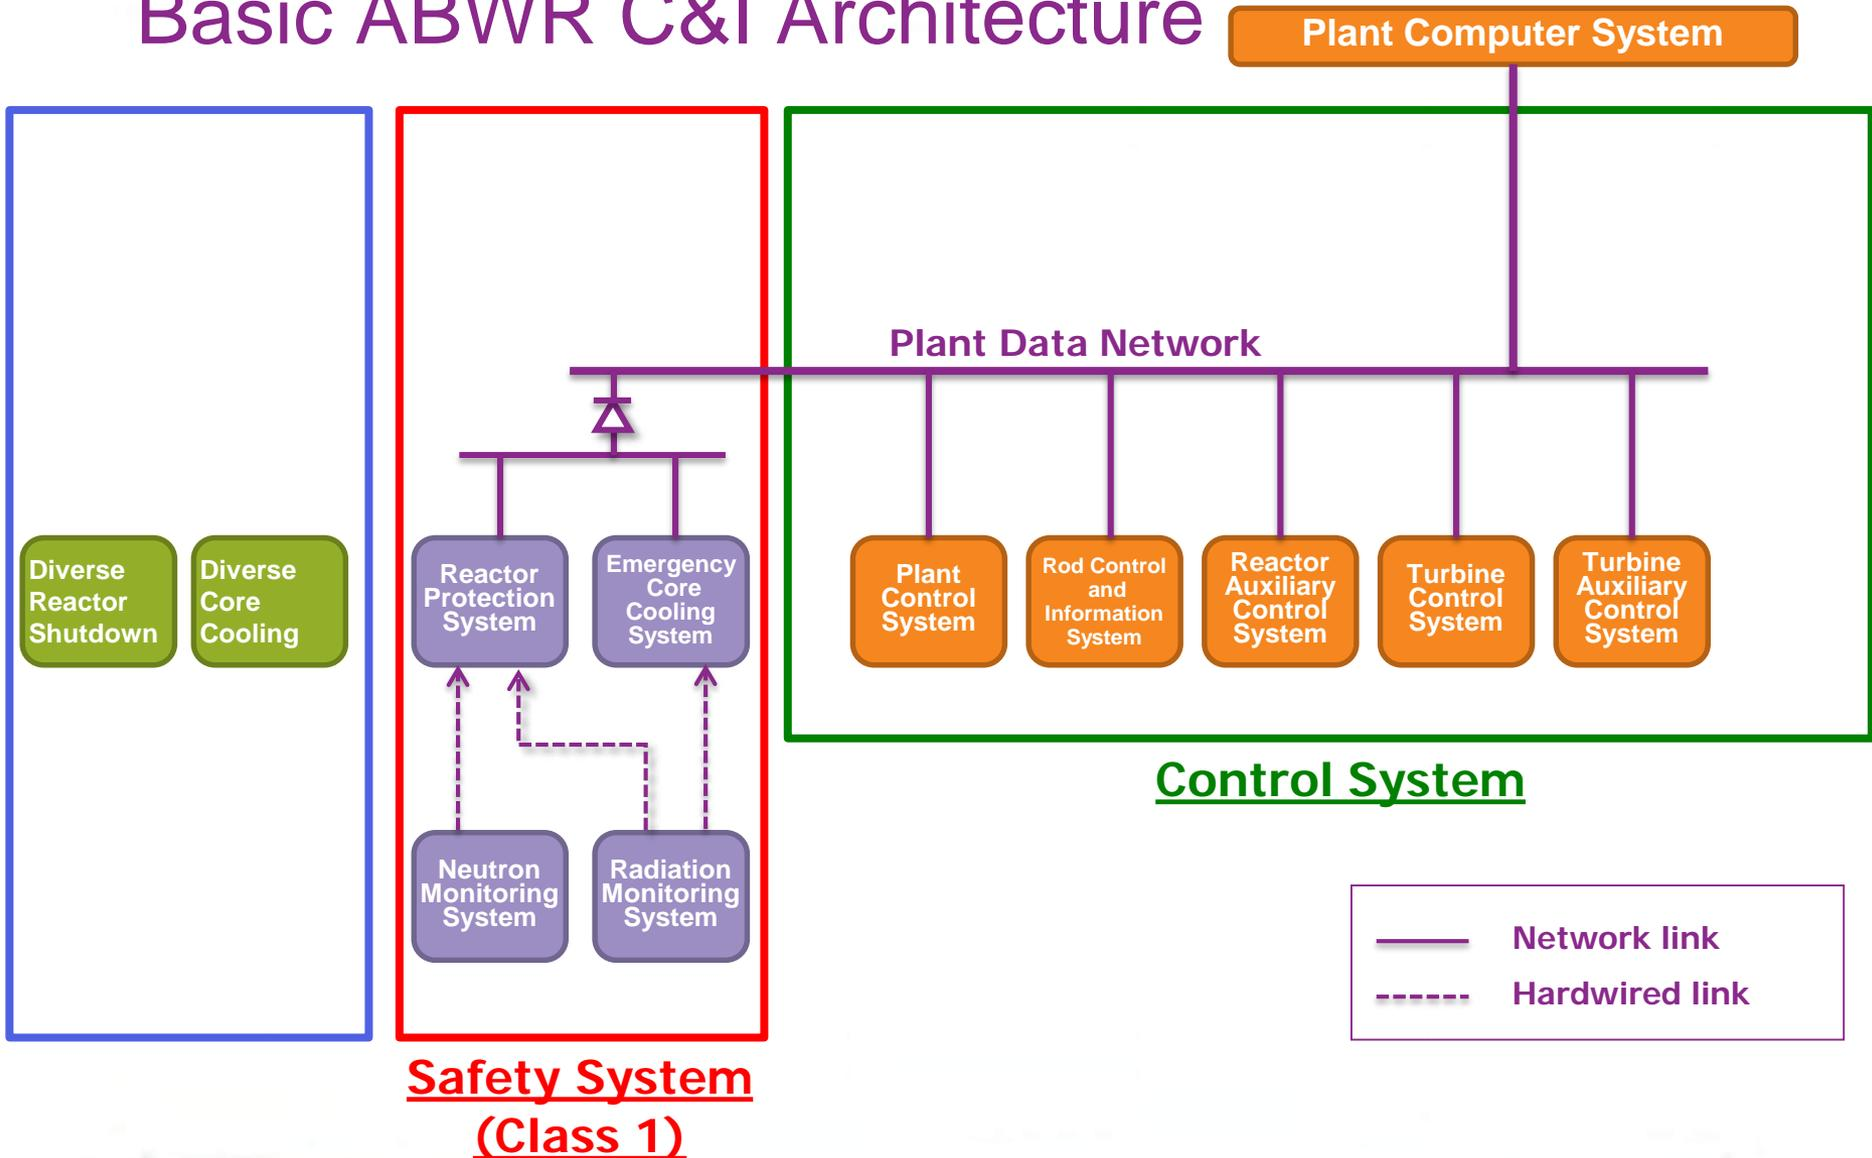 Basic ABWR C&I Architecture
Plant Computer System
Plant Data Network
Diverse
Reactor
Shutdown
Diverse
Core
Cooling
Reactor
Protection
System
Emergency
Core
Cooling
System
Plant
Control
System
Rod Control
and
Information
System
Reactor
Auxiliary
Control
System
Turbine
Control
System
Turbine
Auxiliary
Control
System
Control System
Neutron
Monitoring
System
Radiation
Monitoring
System
Network link
Hardwired link
Safety System
(Class 1)